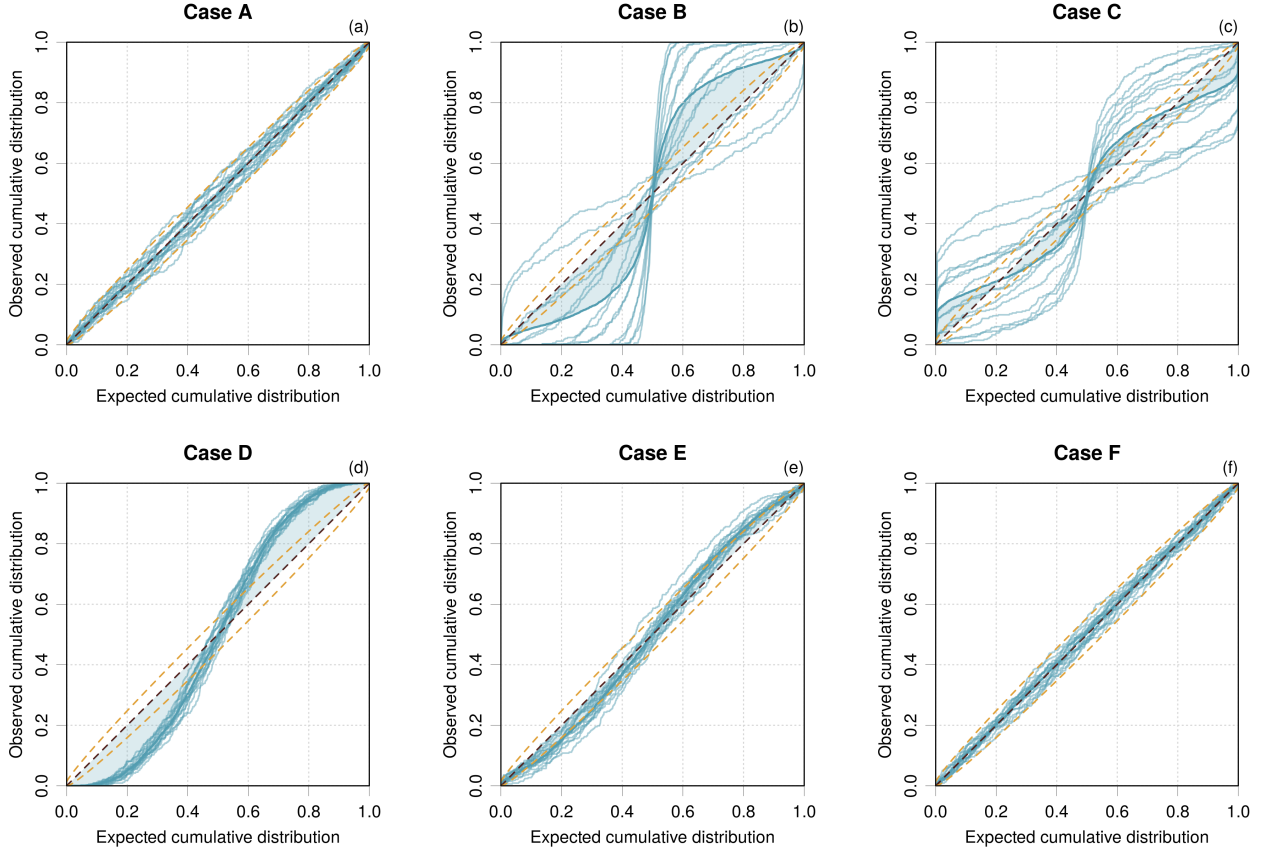 Case A
(a)
Observed cumulative distribution
0.0 0.2 0.4 0.6 0.8 1.0
0.0 0.2 0.4 0.6 0.8 1.0
Expected cumulative distribution
Case B
(b)
Observed cumulative distribution
0.0 0.2 0.4 0.6 0.8 1.0
0.0 0.2 0.4 0.6 0.8 1.0
Expected cumulative distribution
Case C
(c)
Observed cumulative distribution
0.0 0.2 0.4 0.6 0.8 1.0
0.0 0.2 0.4 0.6 0.8 1.0
Expected cumulative distribution
Case D
(d)
Observed cumulative distribution
0.0 0.2 0.4 0.6 0.8 1.0
0.0 0.2 0.4 0.6 0.8 1.0
Expected cumulative distribution
Case E
(e)
Observed cumulative distribution
0.0 0.2 0.4 0.6 0.8 1.0
0.0 0.2 0.4 0.6 0.8 1.0
Expected cumulative distribution
Case F
(f)
Observed cumulative distribution
0.0 0.2 0.4 0.6 0.8 1.0
0.0 0.2 0.4 0.6 0.8 1.0
Expected cumulative distribution